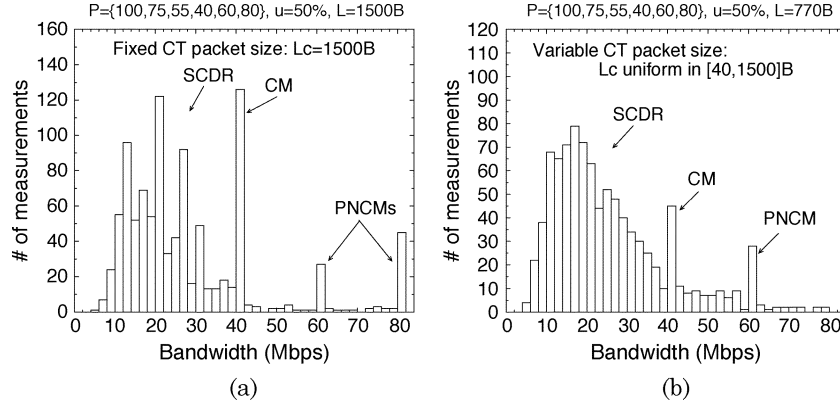 P={100,75,55,40,60,80}, u=50%, L=1500B
Fixed CT packet size: Lc=1500B
SCDR
CM
PNCMs
# of measurements
160
140
120
100
80
60
40
20
0
0 10 20 30 40 50 60 70 80
Bandwidth (Mbps)
(a)
P={100,75,55,40,60,80}, u=50%, L=770B
Variable CT packet size:
Lc uniform in [40,1500]B
SCDR
CM
PNCM
# of measurements
120
110
100
90
80
70
60
50
40
30
20
10
0
0 10 20 30 40 50 60 70 80
Bandwidth (Mbps)
(b)